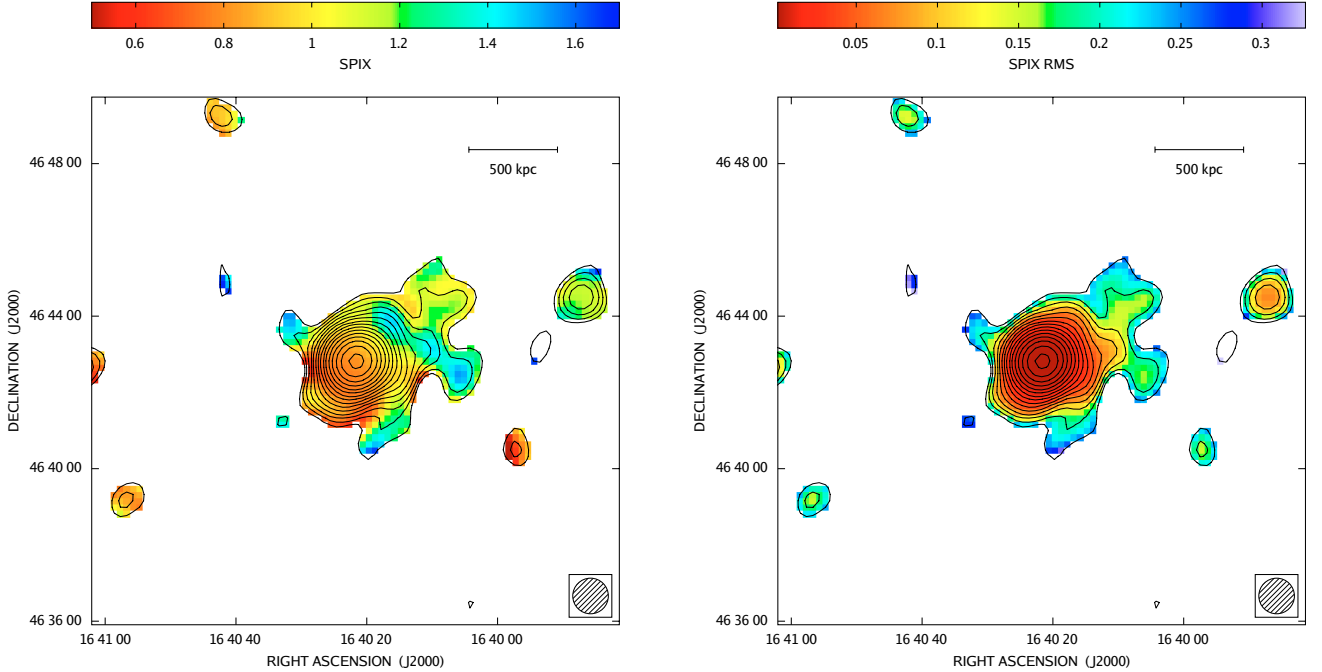 0.6 0.8 1 1.2 1.4 1.6
SPIX
500 kpc
46 48 00
46 44 00
46 40 00
46 36 00
DECLINATION (J2000)
16 41 00 16 40 40 16 40 20 16 40 00
RIGHT ASCENSION (J2000)
0.05 0.1 0.15 0.2 0.25 0.3
SPIX RMS
500 kpc
46 48 00
46 44 00
46 40 00
46 36 00
DECLINATION (J2000)
16 41 00 16 40 40 16 40 20 16 40 00
RIGHT ASCENSION (J2000)